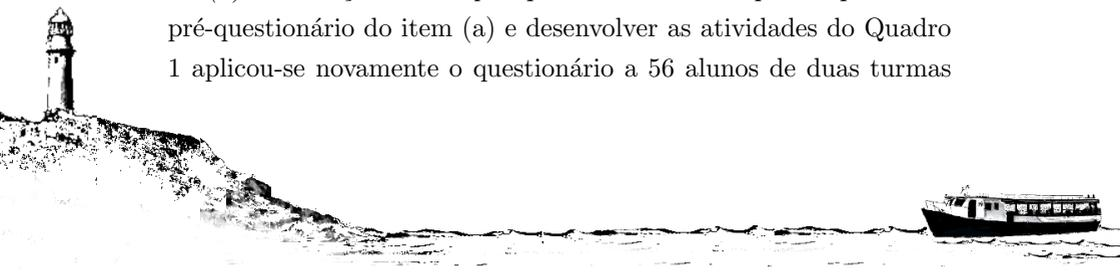 pré-questionário do item (a) e desenvolver as atividades do Quadro
1 aplicou-se novamente o questionário a 56 alunos de duas turmas